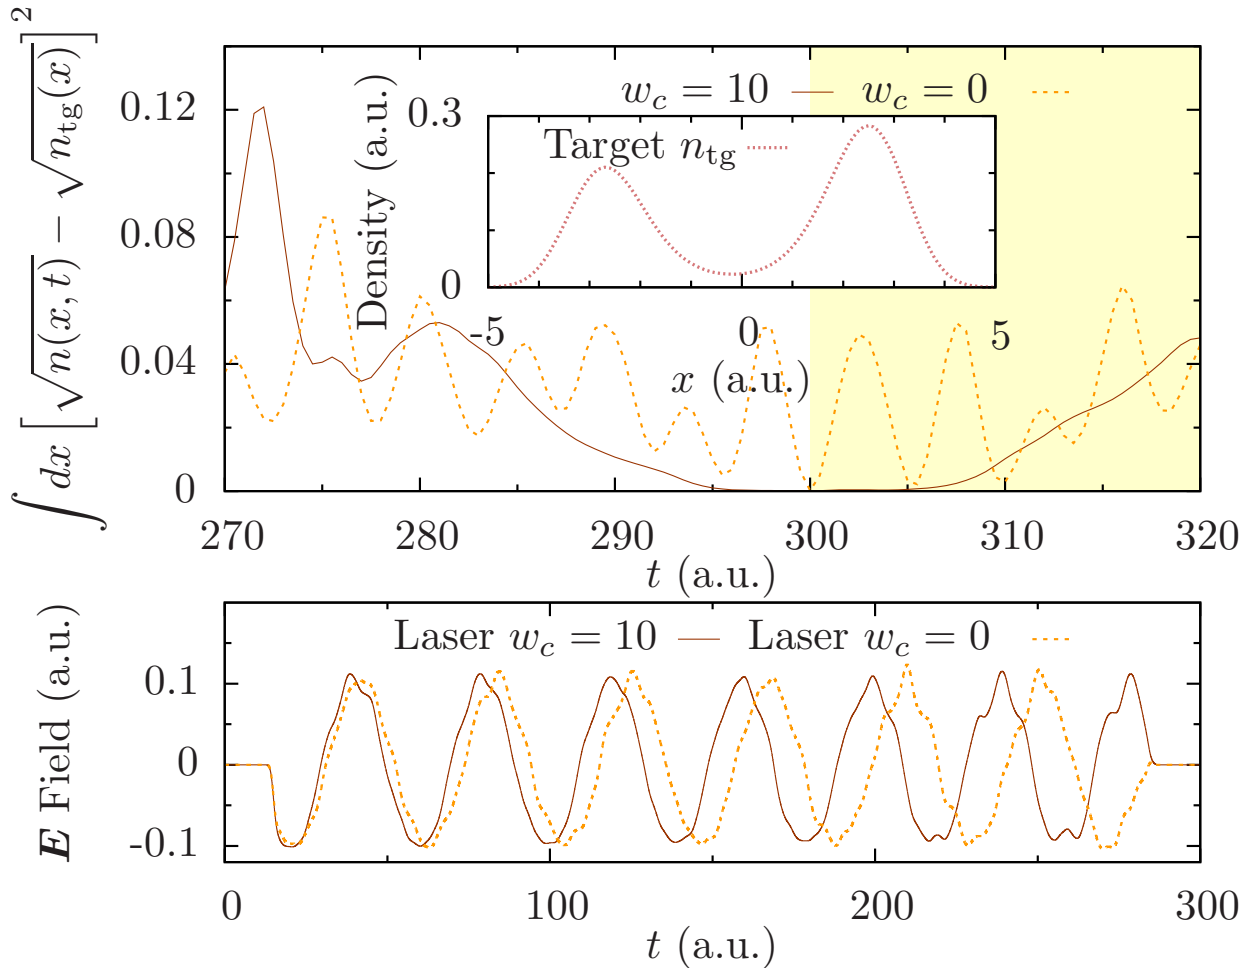 ∫ dx [√n(x, t) − √n_tg(x)]²
w_c = 10 w_c = 0
0.12
0.08
0.04
0
Density (a.u.)
0.3
0
Target n_tg
-5 0 5
x (a.u.)
270 280 290 300 310 320
t (a.u.)
E Field (a.u.)
Laser w_c = 10 Laser w_c = 0
0.1
0
-0.1
0 100 200 300
t (a.u.)